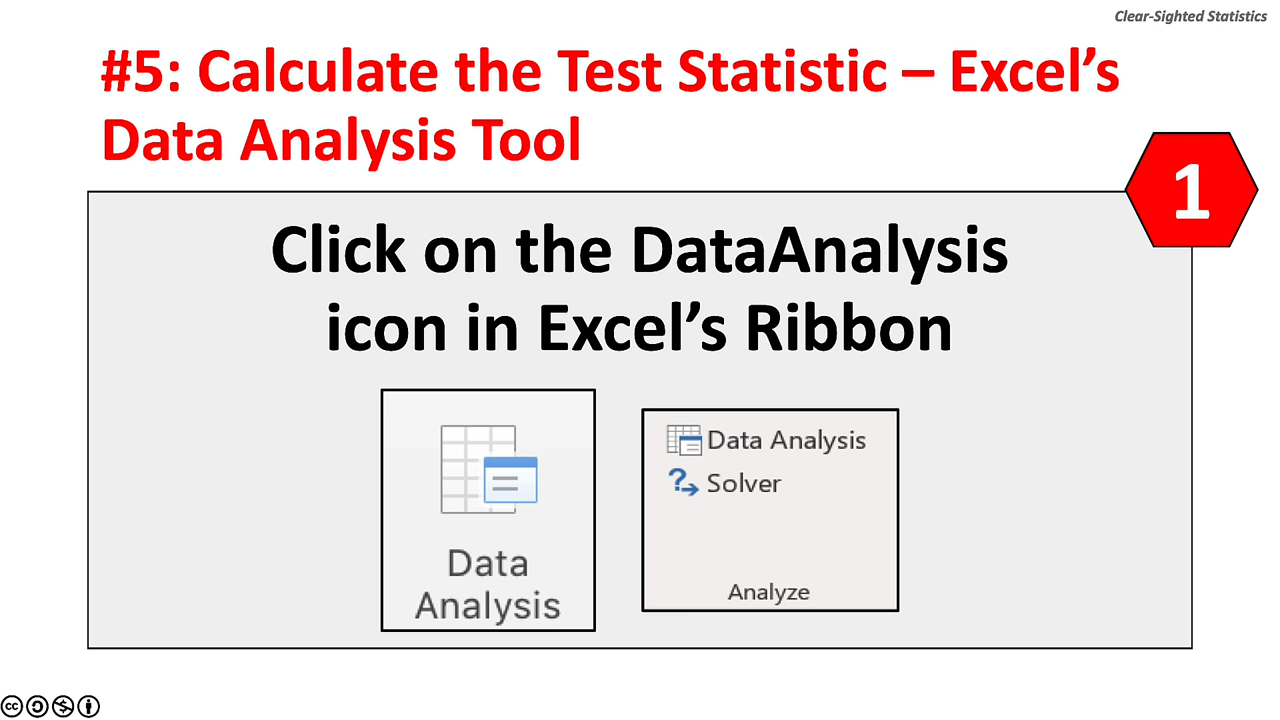 Clear-Sighted Statistics
#5: Calculate the Test Statistic – Excel’s
Data Analysis Tool
1
Click on the DataAnalysis
icon in Excel’s Ribbon
Data
Analysis
Data Analysis
Solver
Analyze